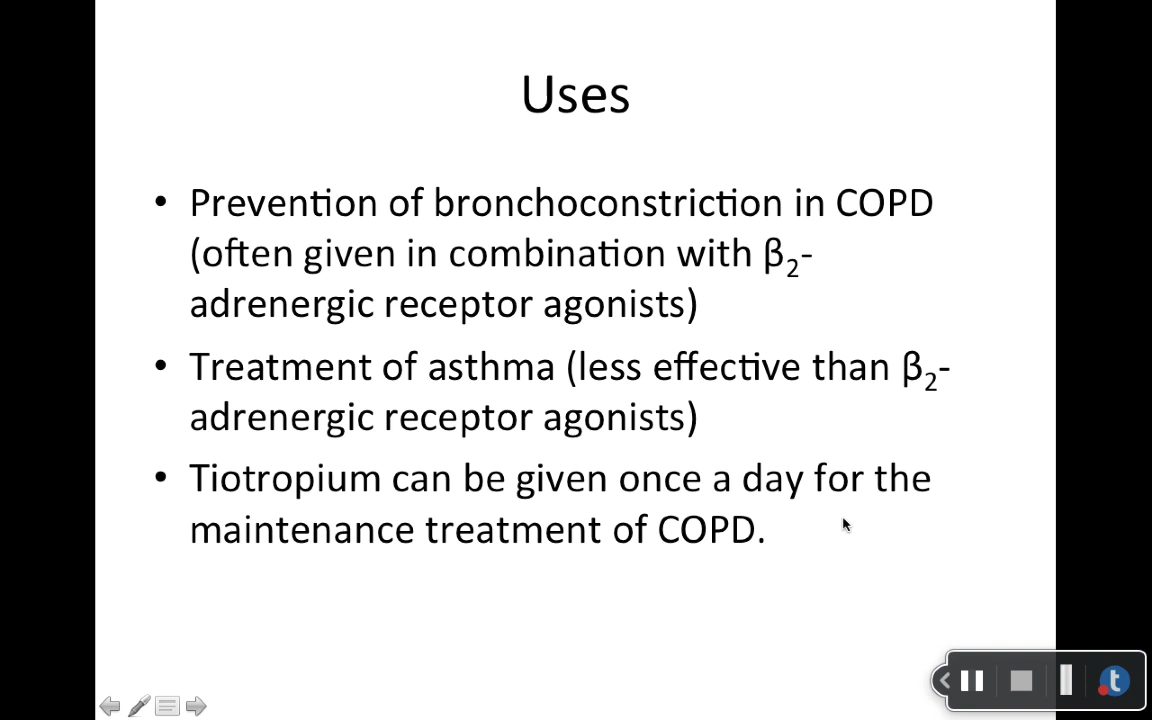 Uses
• Prevention of bronchoconstriction in COPD
(often given in combination with β₂-
adrenergic receptor agonists)
• Treatment of asthma (less effective than β₂-
adrenergic receptor agonists)
• Tiotropium can be given once a day for the
maintenance treatment of COPD.
t